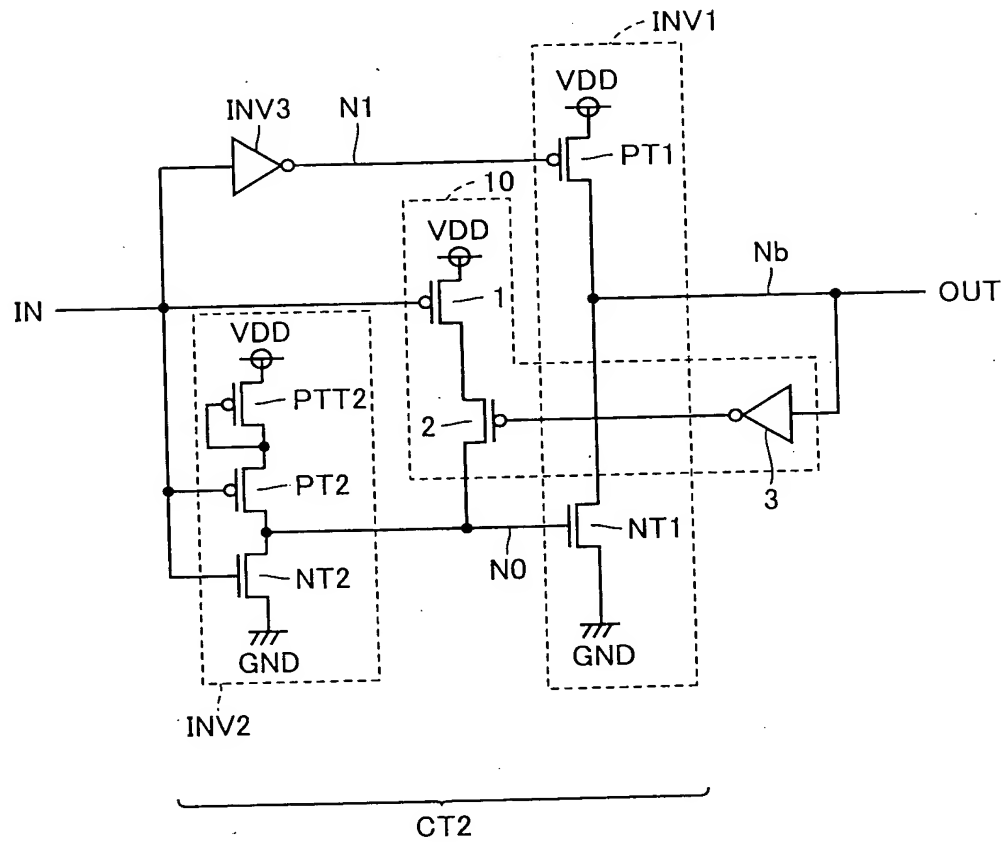 INV1
VDD
INV3
N1
PT1
10
VDD
Nb
1
IN
OUT
VDD
PTT2
2
3
PT2
NT1
N0
NT2
GND
GND
INV2
CT2